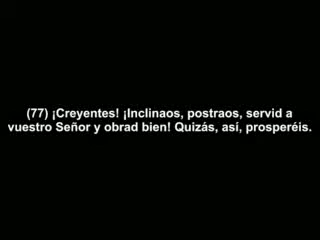 (77) ¡Creyentes! ¡Inclinaos, postraos, servid a
vuestro Señor y obrad bien! Quizás, así, prosperéis.